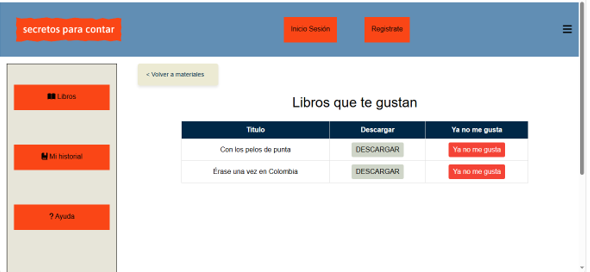 secretos para contar
Inicio Sesión
Registrate
Libros
Mi historial
? Ayuda
< Volver a materiales
Libros que te gustan
Titulo Descargar Ya no me gusta
Con los pelos de punta DESCARGAR Ya no me gusta
Érase una vez en Colombia DESCARGAR Ya no me gusta